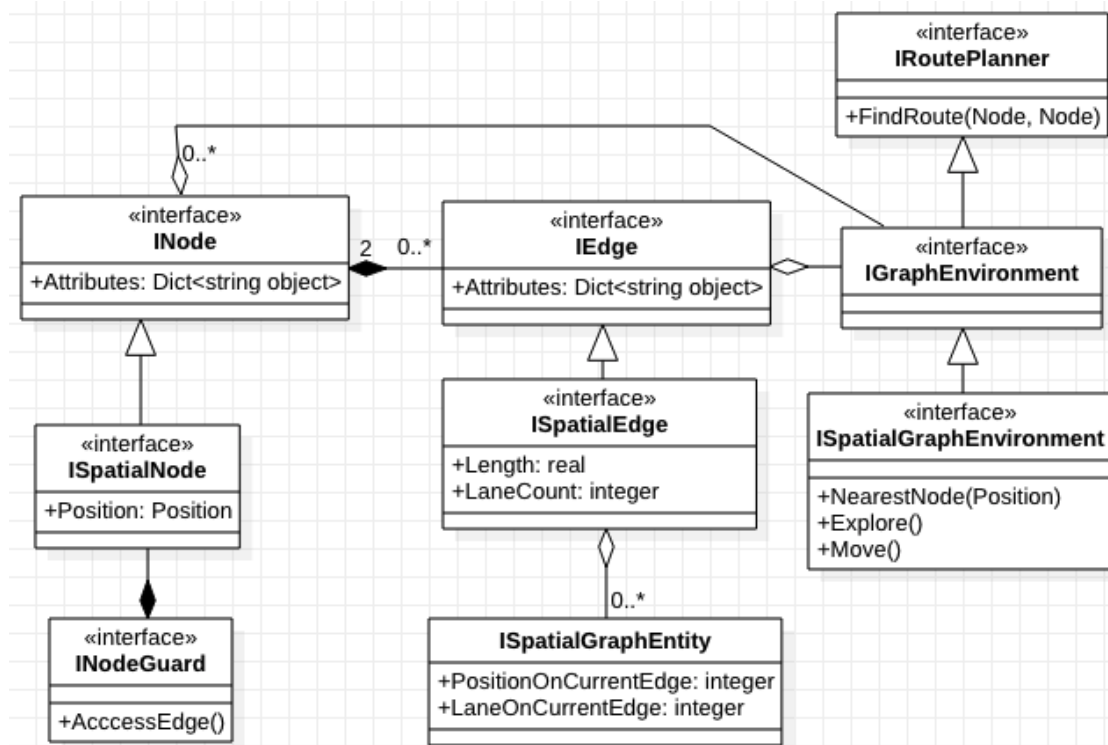 «interface»
IRoutePlanner
+FindRoute(Node, Node)
0..*
«interface»
INode
+Attributes: Dict<string object>
2
0..*
«interface»
IEdge
+Attributes: Dict<string object>
«interface»
IGraphEnvironment
«interface»
ISpatialNode
+Position: Position
«interface»
ISpatialEdge
+Length: real
+LaneCount: integer
«interface»
ISpatialGraphEnvironment
+NearestNode(Position)
+Explore()
+Move()
0..*
«interface»
INodeGuard
+AcccessEdge()
ISpatialGraphEntity
+PositionOnCurrentEdge: integer
+LaneOnCurrentEdge: integer